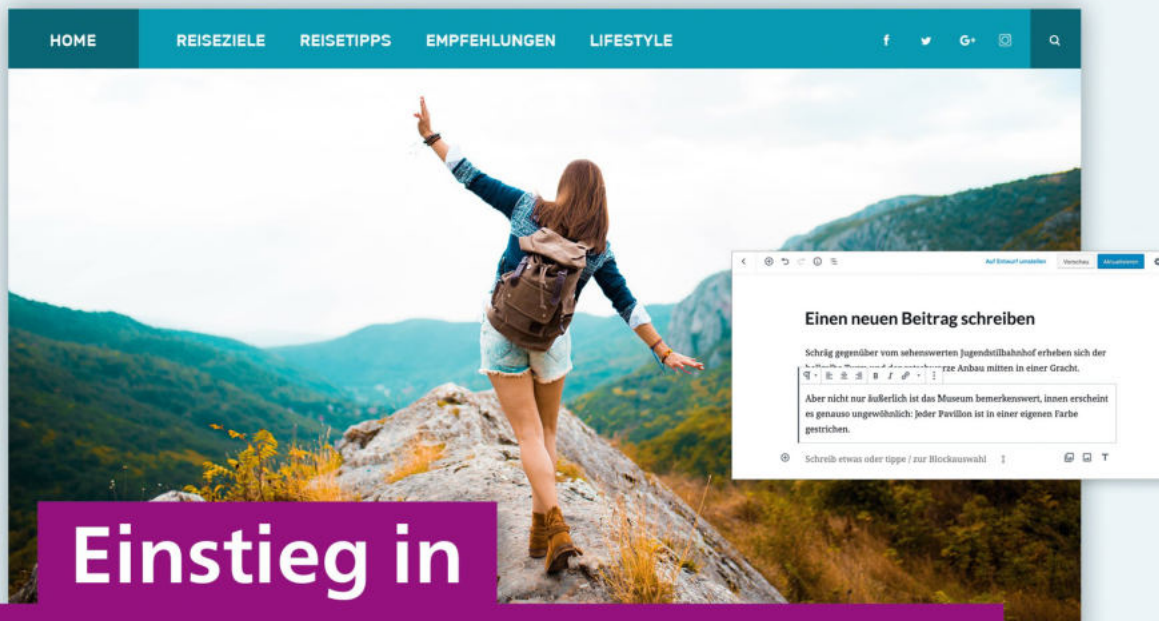 HOME REISEZIELE REISETIPPS EMPFEHLUNGEN LIFESTYLE
Auf Entwurf umstellen Vorschau Aktualisieren
Einen neuen Beitrag schreiben
Schräg gegenüber vom sehenswerten Jugendstilbahnhof erheben sich der
Anbau mitten in einer Gracht.
Aber nicht nur äußerlich ist das Museum bemerkenswert, innen erscheint
es genauso ungewöhnlich: Jeder Pavillon ist in einer eigenen Farbe
gestrichen.
Schreib etwas oder tippe / zur Blockauswahl
Einstieg in